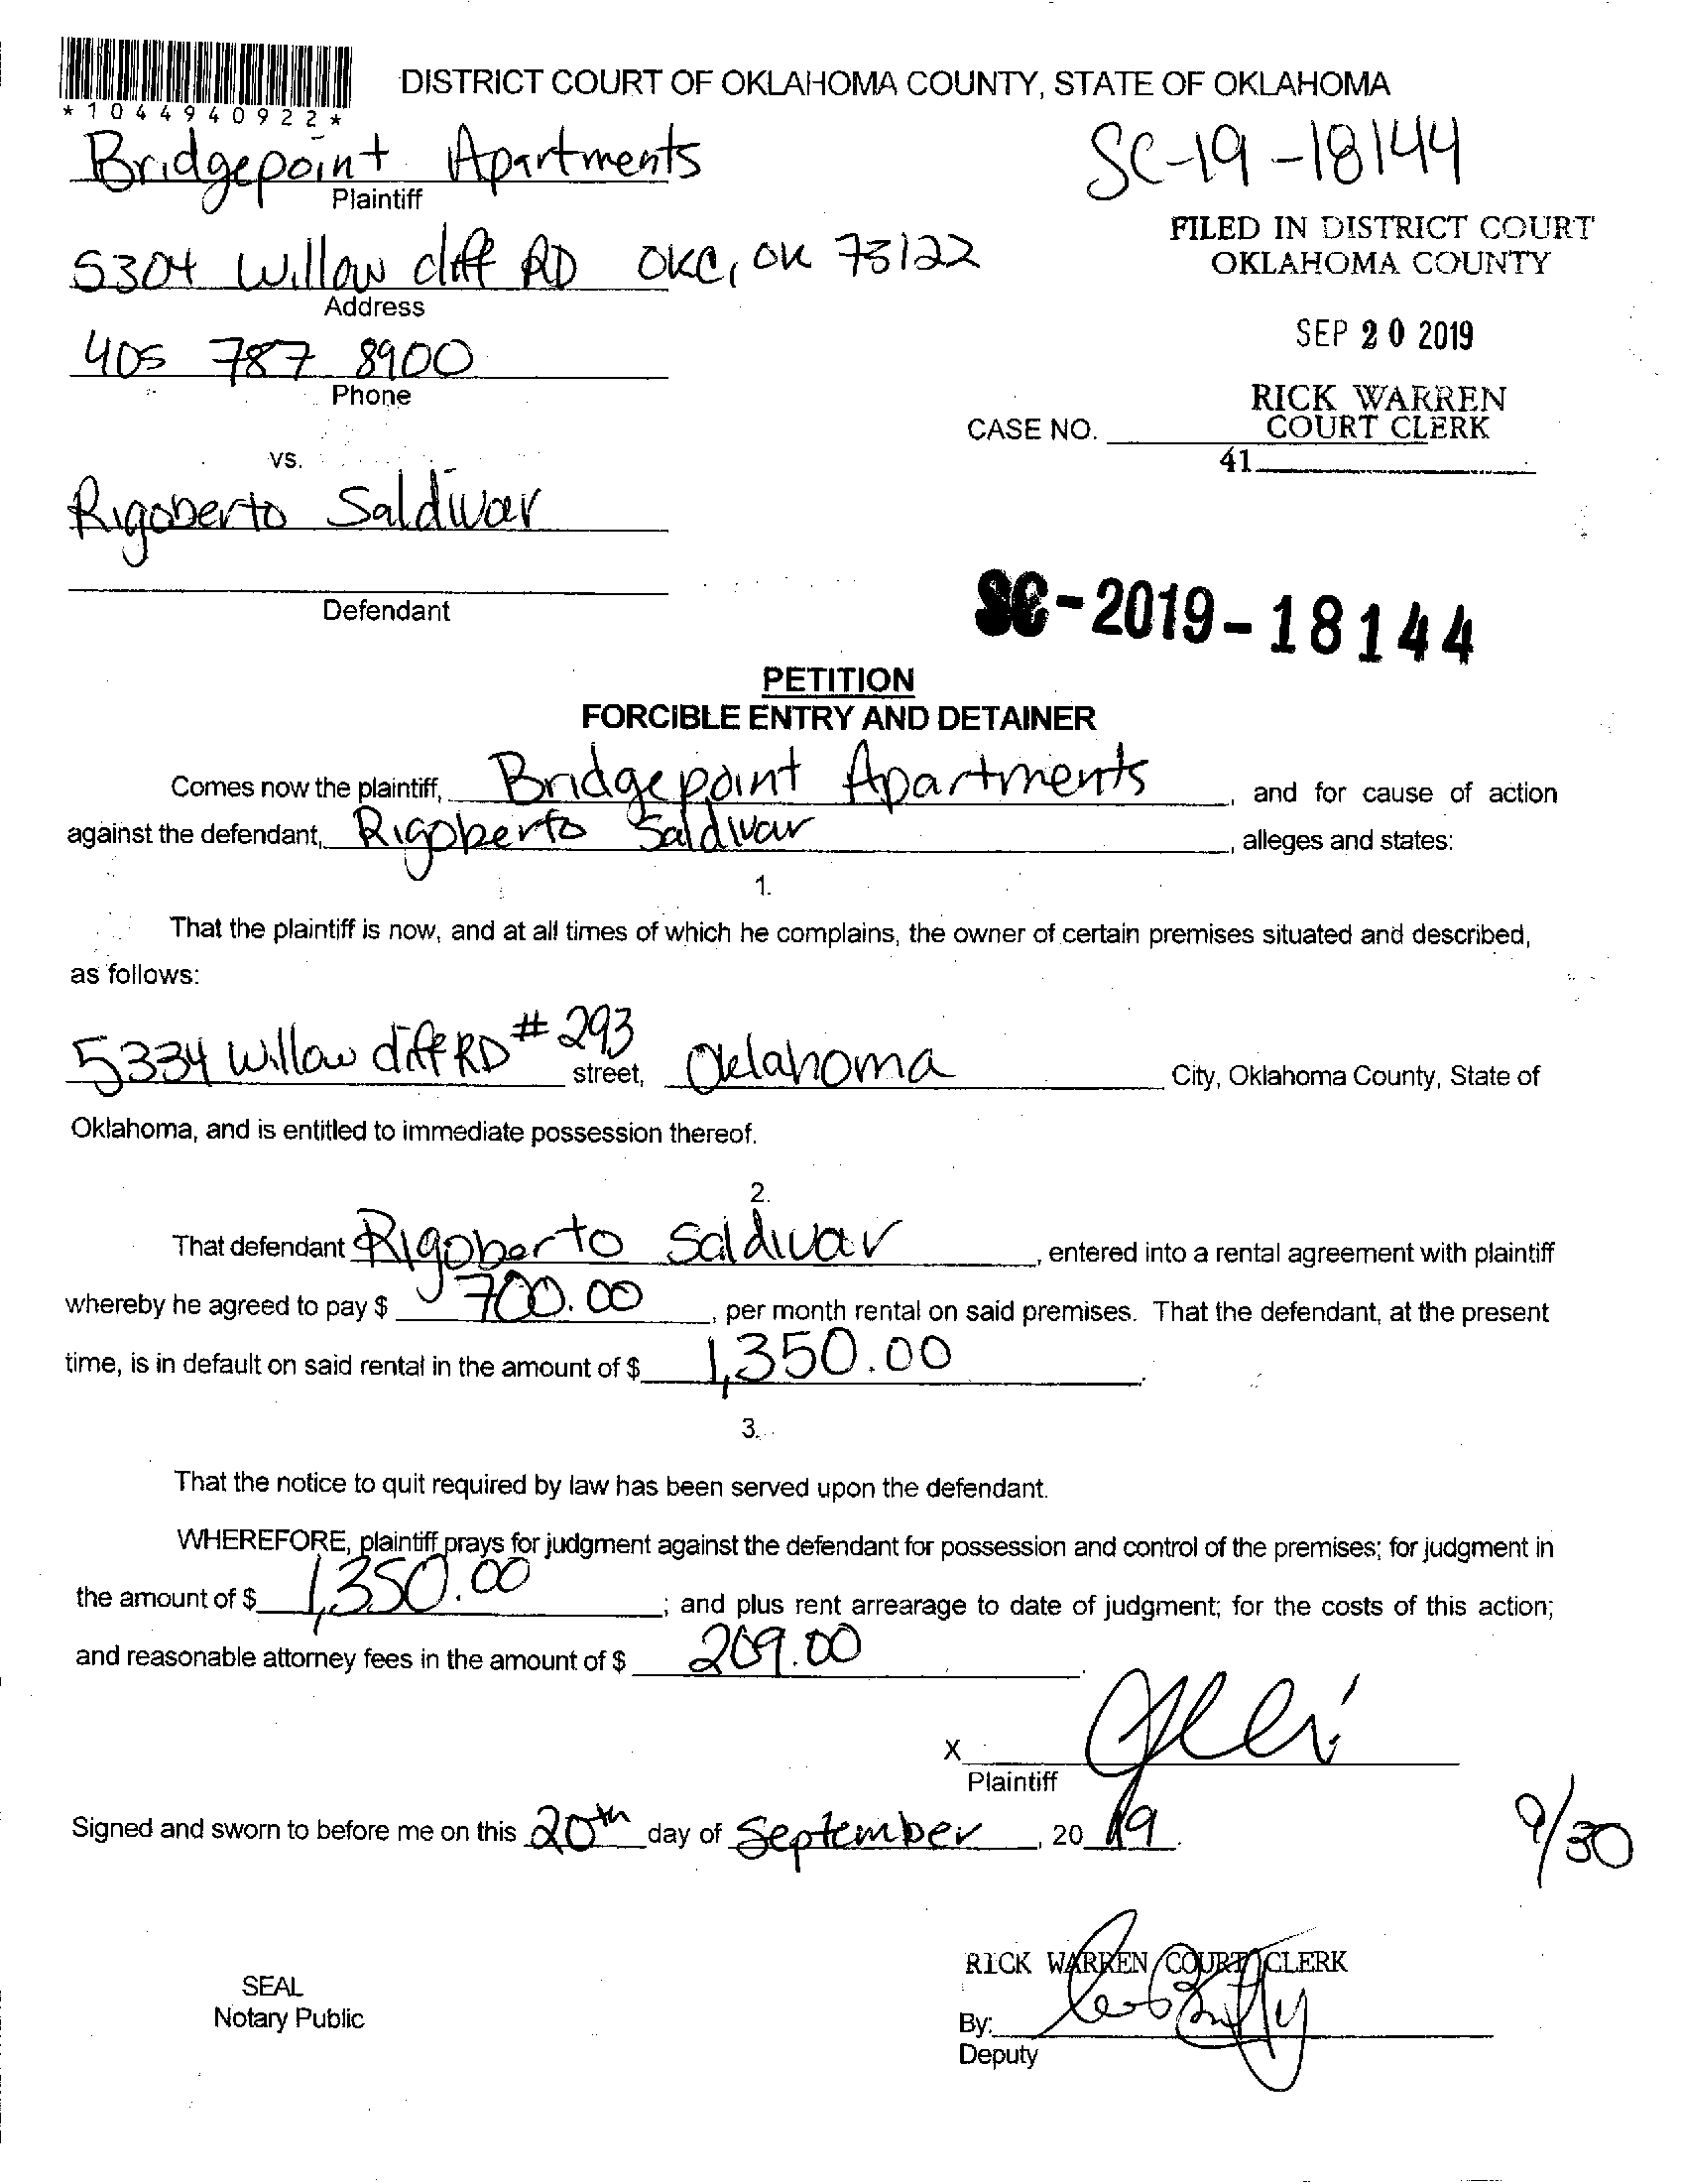 DISTRICT COURT OF OKLAHOMA COUNTY, STATE OF OKLAHOMA
*1044940922*
Bridgepoint Apartments
Plaintiff
SC-19-18144
5304 Willow cliff RD OKC, OK 73122
Address
FILED IN DISTRICT COURT
OKLAHOMA COUNTY
405 787 8900
Phone
SEP 20 2019
RICK WARREN
COURT CLERK
CASE NO.
41
vs.
Rigoberto Saldivar
Defendant
SC-2019-18144
PETITION
FORCIBLE ENTRY AND DETAINER
Comes now the plaintiff, Bridgepoint Apartments, and for cause of action
against the defendant, Rigoberto Saldivar, alleges and states:
1.
That the plaintiff is now, and at all times of which he complains, the owner of certain premises situated and described,
as follows:
5334 Willow cliff RD #293 street, Oklahoma City, Oklahoma County, State of
Oklahoma, and is entitled to immediate possession thereof.
2.
That defendant Rigoberto Saldivar, entered into a rental agreement with plaintiff
whereby he agreed to pay $ 700.00, per month rental on said premises. That the defendant, at the present
time, is in default on said rental in the amount of $ 1,350.00.
3.
That the notice to quit required by law has been served upon the defendant.
WHEREFORE, plaintiff prays for judgment against the defendant for possession and control of the premises; for judgment in
the amount of $ 1,350.00; and plus rent arrearage to date of judgment; for the costs of this action;
and reasonable attorney fees in the amount of $ 209.00.
X
Plaintiff
Signed and sworn to before me on this 20th day of September, 2019.
9/30
RICK WARREN COURT CLERK
SEAL
Notary Public
By:
Deputy